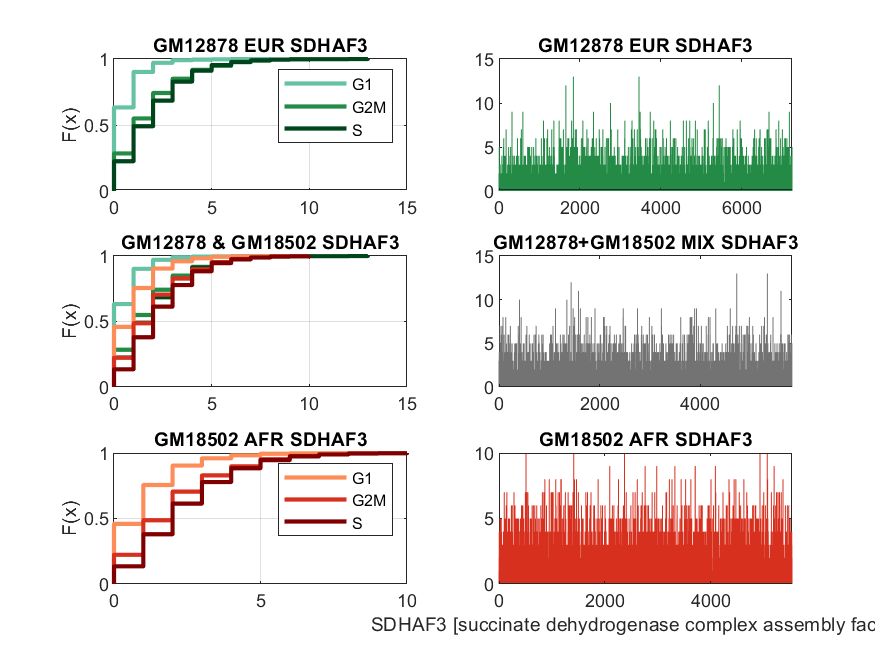 GM12878 EUR SDHAF3
F(x)
1
0.5
0
0 5 10 15
G1
G2M
S
GM12878 EUR SDHAF3
15
10
5
0
0 2000 4000 6000
GM12878 & GM18502 SDHAF3
F(x)
1
0.5
0
0 5 10 15
GM12878+GM18502 MIX SDHAF3
15
10
5
0
0 2000 4000
GM18502 AFR SDHAF3
F(x)
1
0.5
0
0 5 10
G1
G2M
S
GM18502 AFR SDHAF3
10
5
0
0 2000 4000
SDHAF3 [succinate dehydrogenase complex assembly fac